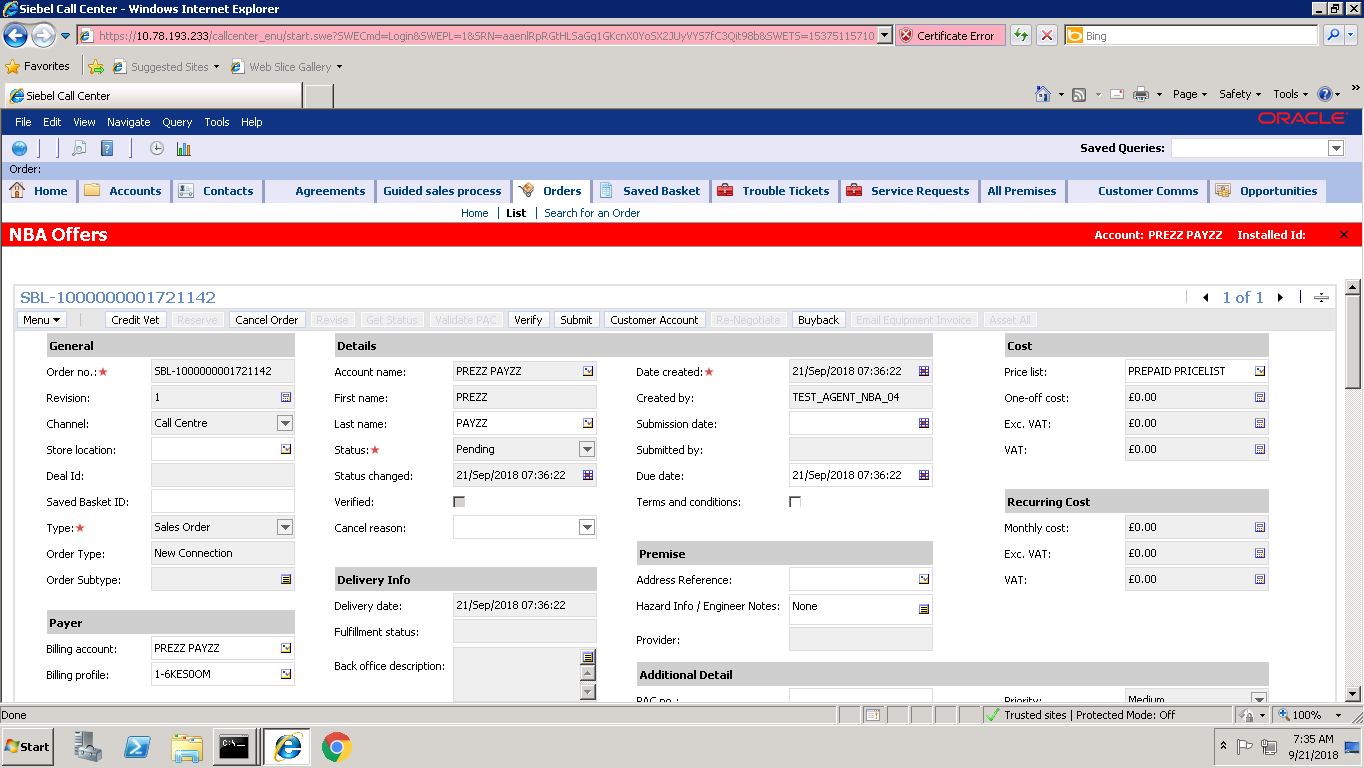 Siebel Call Center - Windows Internet Explorer
https://10.78.193.233/callcenter_enu/start.swe?SWECmd=Login&SWEPL=1&SRN=aaenlRpRGtHLSaGq1GKcnX0YoSX2JUyVYS7fC3Qit98b&SWETS=15375115710 Certificate Error Bing
Favorites Suggested Sites Web Slice Gallery
Siebel Call Center Page Safety Tools
File Edit View Navigate Query Tools Help ORACLE
Saved Queries:
Order:
Home Accounts Contacts Agreements Guided sales process Orders Saved Basket Trouble Tickets Service Requests All Premises Customer Comms Opportunities
Home List Search for an Order
NBA Offers Account: PREZZ PAYZZ Installed Id:
SBL-1000000001721142 1 of 1
Menu Credit Vet Reserve Cancel Order Revise Get Status Validate PAC Verify Submit Customer Account Re-Negotiate Buyback Email Equipment Invoice Asset All
General Details Cost
Order no.: SBL-1000000001721142 Account name: PREZZ PAYZZ Date created: 21/Sep/2018 07:36:22 Price list: PREPAID PRICELIST
Revision: 1 First name: PREZZ Created by: TEST_AGENT_NBA_04 One-off cost: £0.00
Channel: Call Centre Last name: PAYZZ Submission date: Exc. VAT: £0.00
Store location: Status: Pending Submitted by: VAT: £0.00
Deal Id: Status changed: 21/Sep/2018 07:36:22 Due date: 21/Sep/2018 07:36:22
Saved Basket ID: Verified: Terms and conditions: Recurring Cost
Type: Sales Order Cancel reason: Monthly cost: £0.00
Order Type: New Connection Premise Exc. VAT: £0.00
Order Subtype: Delivery Info Address Reference: VAT: £0.00
Delivery date: 21/Sep/2018 07:36:22 Hazard Info / Engineer Notes: None
Payer Fulfillment status: Provider:
Billing account: PREZZ PAYZZ Back office description:
Billing profile: 1-6KES0OM Additional Detail
PAC no.: Priority: Medium
Done Trusted sites | Protected Mode: Off 100%
Start 7:35 AM
9/21/2018